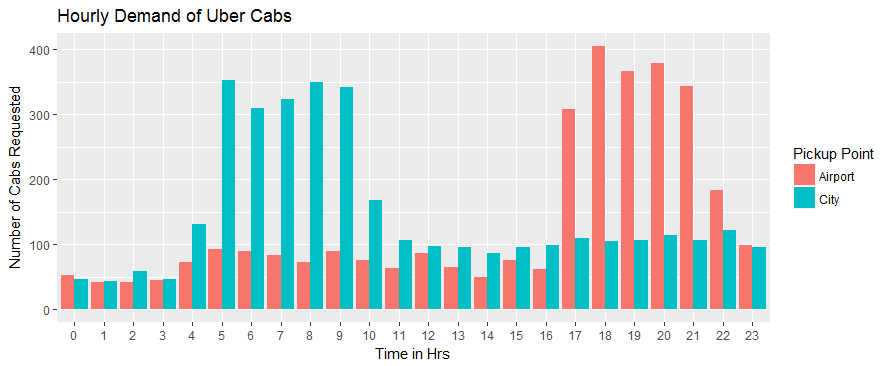 Hourly Demand of Uber Cabs
Number of Cabs Requested
400
300
200
100
0
0 1 2 3 4 5 6 7 8 9 10 11 12 13 14 15 16 17 18 19 20 21 22 23
Time in Hrs
Pickup Point
Airport
City